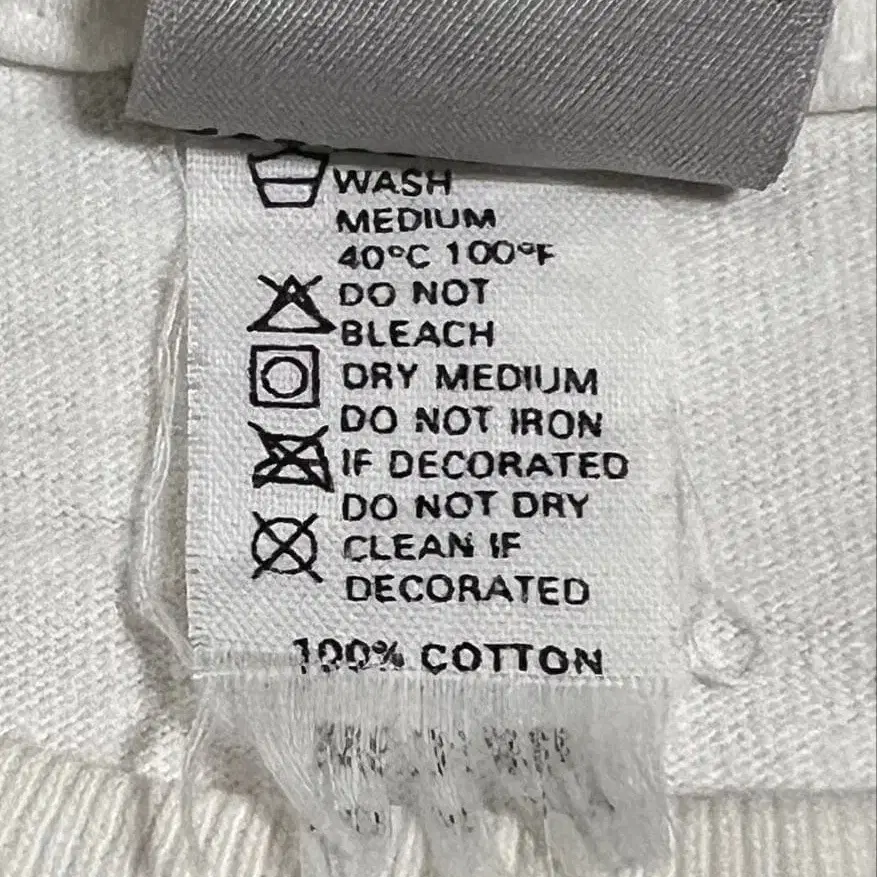 WASH
MEDIUM
40°C 100°F
DO NOT
BLEACH
DRY MEDIUM
DO NOT IRON
IF DECORATED
DO NOT DRY
CLEAN IF
DECORATED
100% COTTON